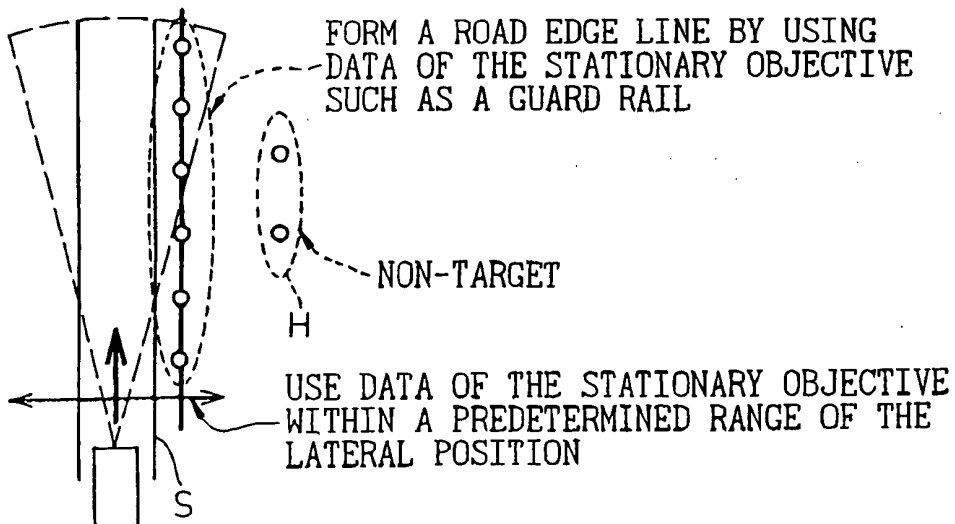 FORM A ROAD EDGE LINE BY USING
DATA OF THE STATIONARY OBJECTIVE
SUCH AS A GUARD RAIL
NON-TARGET
H
USE DATA OF THE STATIONARY OBJECTIVE
WITHIN A PREDETERMINED RANGE OF THE
LATERAL POSITION
S